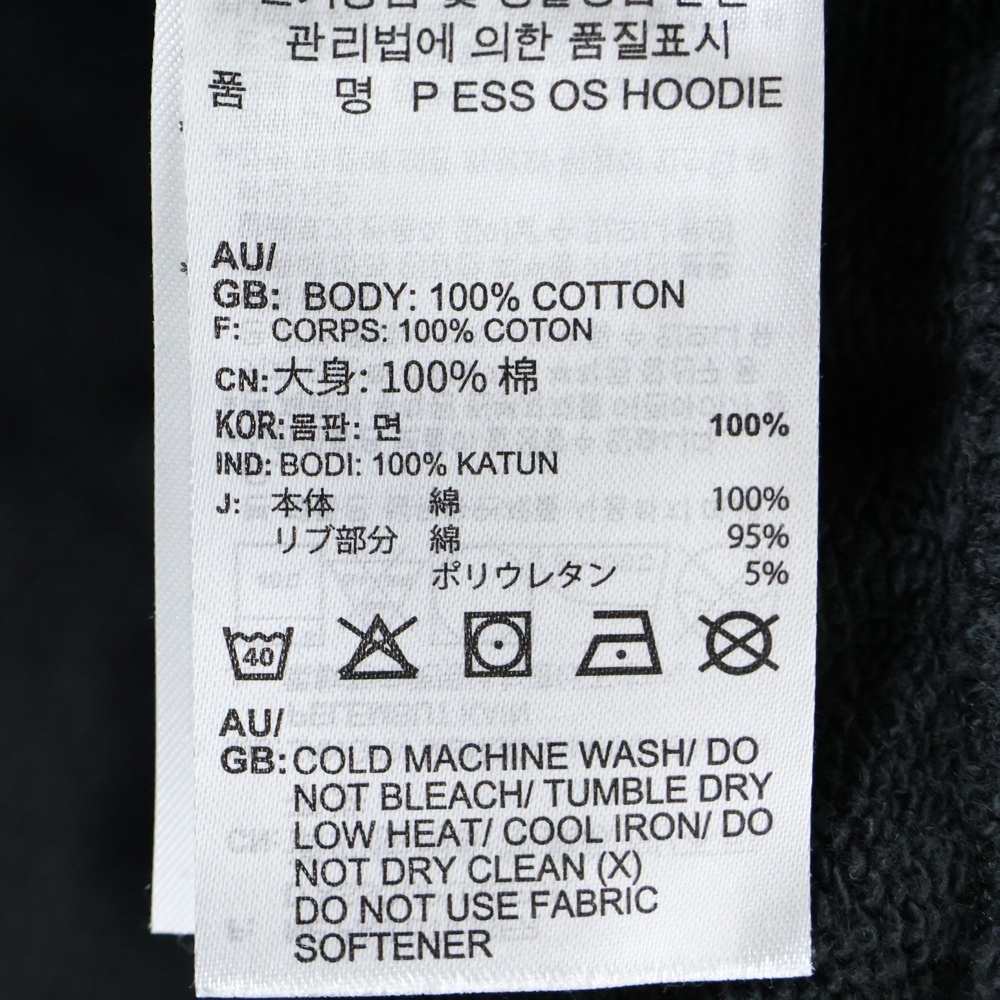 관리법에 의한 품질표시
품 명 P ESS OS HOODIE
AU/
GB: BODY: 100% COTTON
F: CORPS: 100% COTON
CN: 大身: 100% 棉
KOR: 몸판: 면 100%
IND: BODI: 100% KATUN
J: 本体 綿 100%
リブ部分 綿 95%
ポリウレタン 5%
40
AU/
GB: COLD MACHINE WASH/ DO
NOT BLEACH/ TUMBLE DRY
LOW HEAT/ COOL IRON/ DO
NOT DRY CLEAN (X)
DO NOT USE FABRIC
SOFTENER